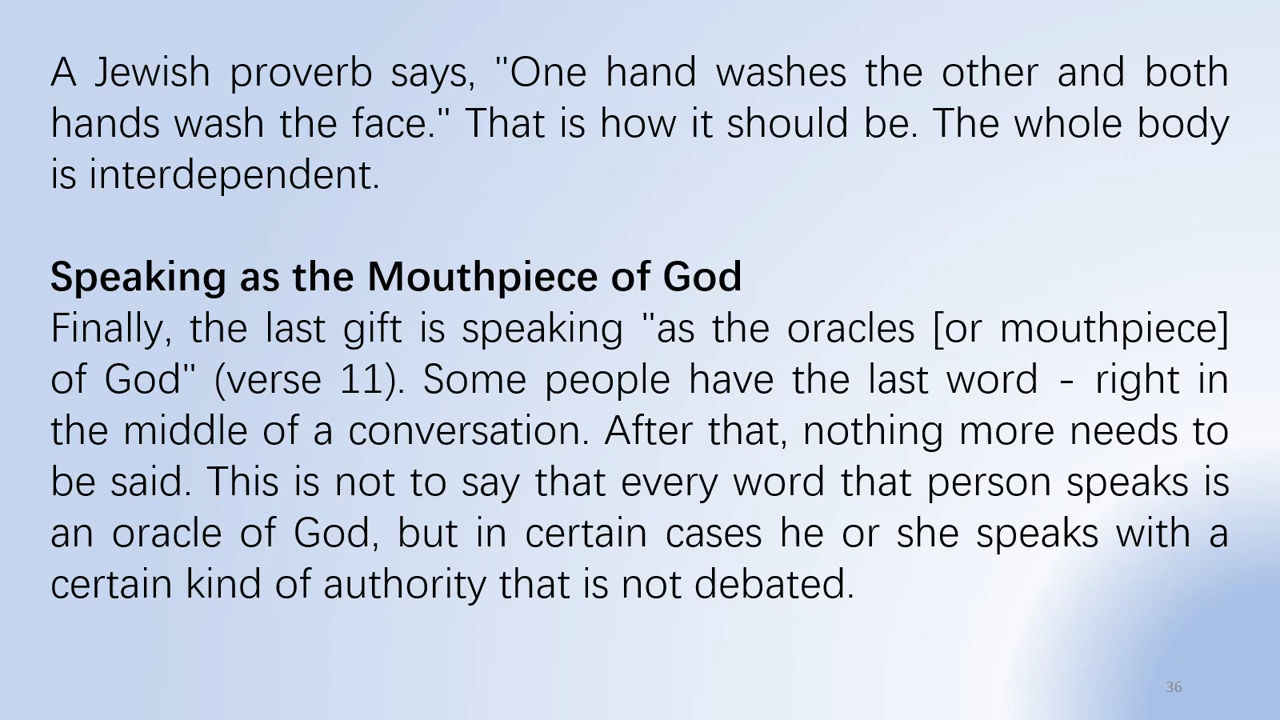 A Jewish proverb says, "One hand washes the other and both
hands wash the face." That is how it should be. The whole body
is interdependent.
Speaking as the Mouthpiece of God
Finally, the last gift is speaking "as the oracles [or mouthpiece]
of God" (verse 11). Some people have the last word - right in
the middle of a conversation. After that, nothing more needs to
be said. This is not to say that every word that person speaks is
an oracle of God, but in certain cases he or she speaks with a
certain kind of authority that is not debated.
36